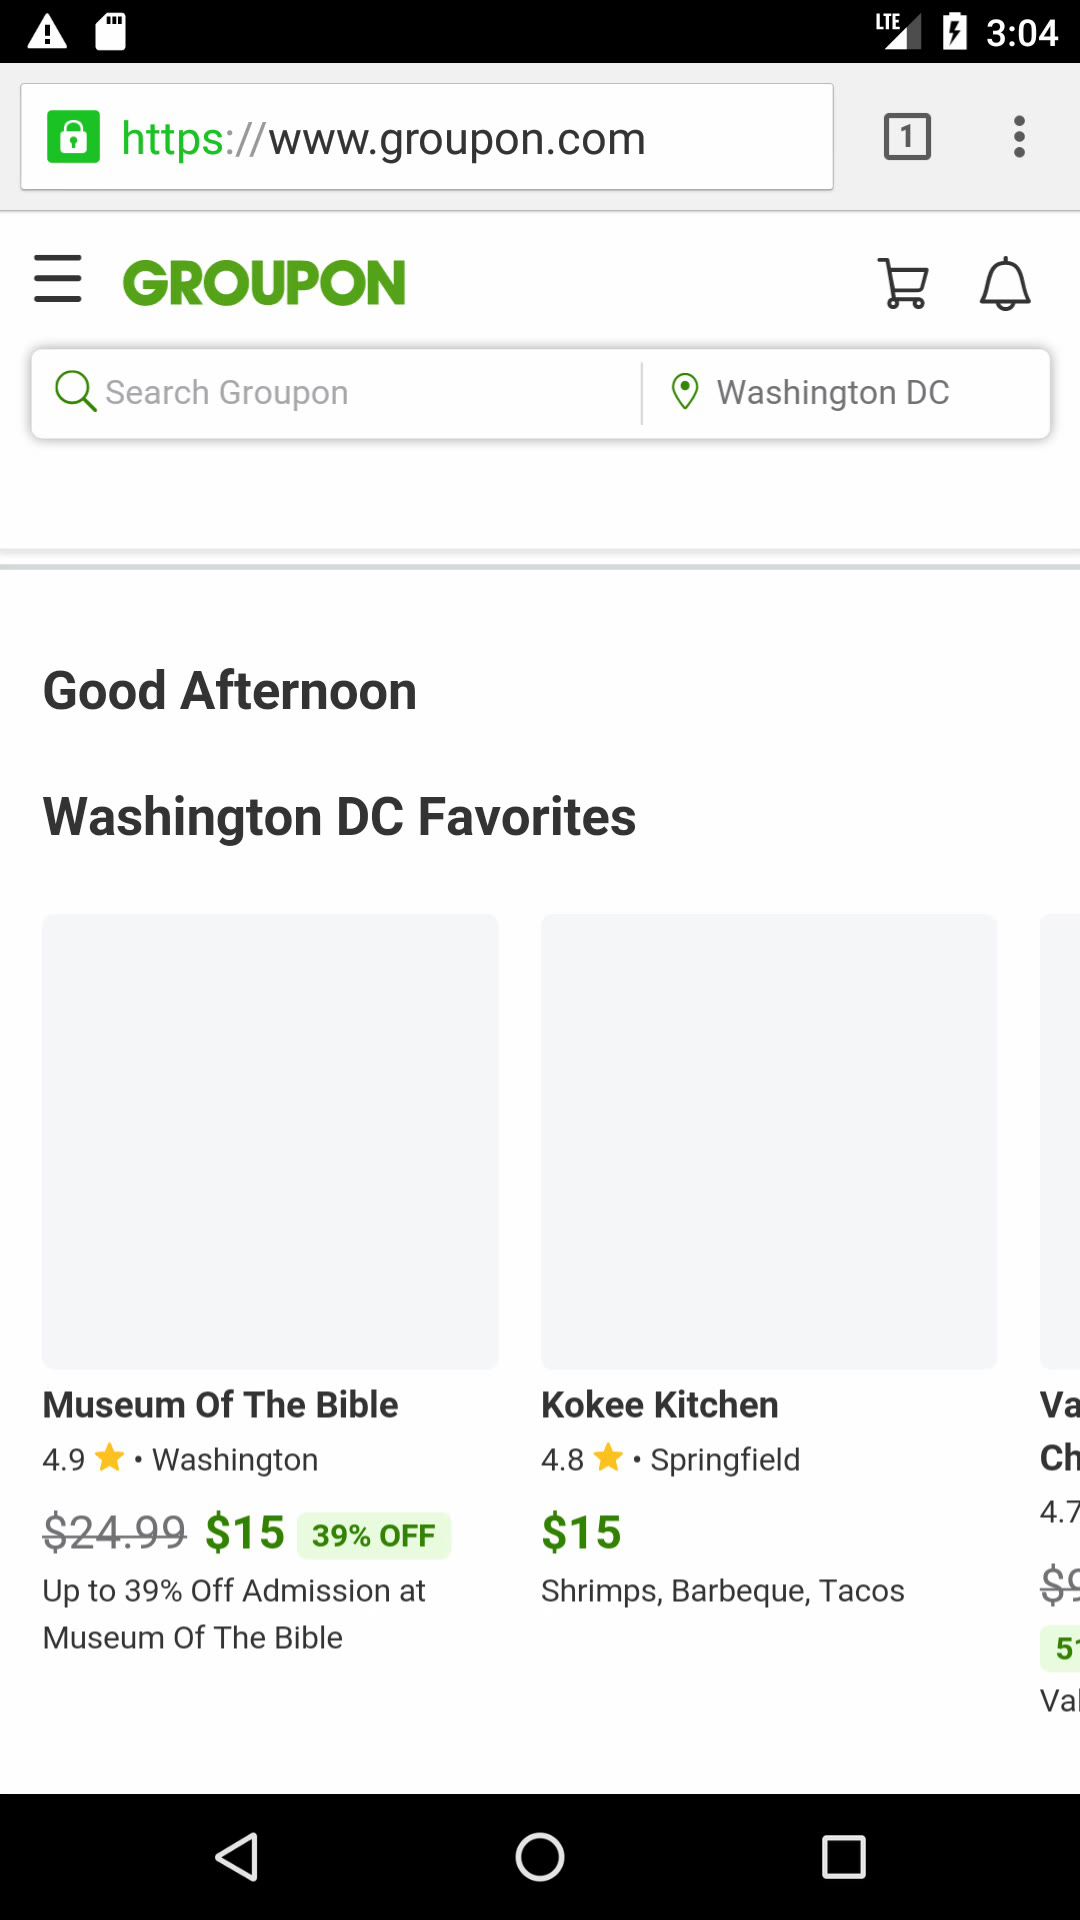 LTE 3:04
https://www.groupon.com 1
GROUPON
Search Groupon Washington DC
Good Afternoon
Washington DC Favorites
Museum Of The Bible
4.9 • Washington
$24.99 $15 39% OFF
Up to 39% Off Admission at
Museum Of The Bible
Kokee Kitchen
4.8 • Springfield
$15
Shrimps, Barbeque, Tacos
Va
Ch
4.7
$9
51
Val